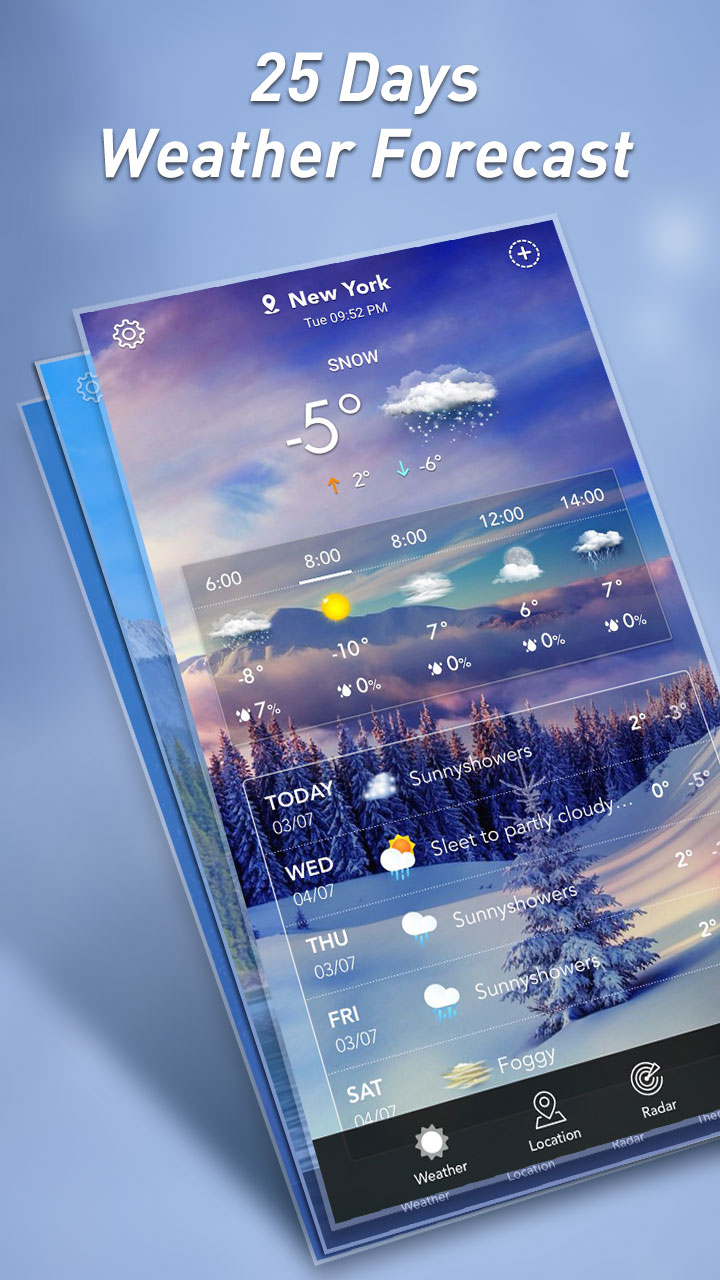 25 Days
Weather Forecast
New York
Tue 09:52 PM
SNOW
-5°
2° -6°
6:00 8:00 8:00 12:00 14:00
-8° -10° 7° 6° 7°
7% 0% 0% 0% 0%
TODAY Sunnyshowers 2° -3°
03/07
WED Sleet to partly cloudy... 0° -5°
04/07
THU Sunnyshowers 2°
03/07
FRI Sunnyshowers 2°
03/07
SAT Foggy
04/07
Weather Location Radar
Weather Location Radar